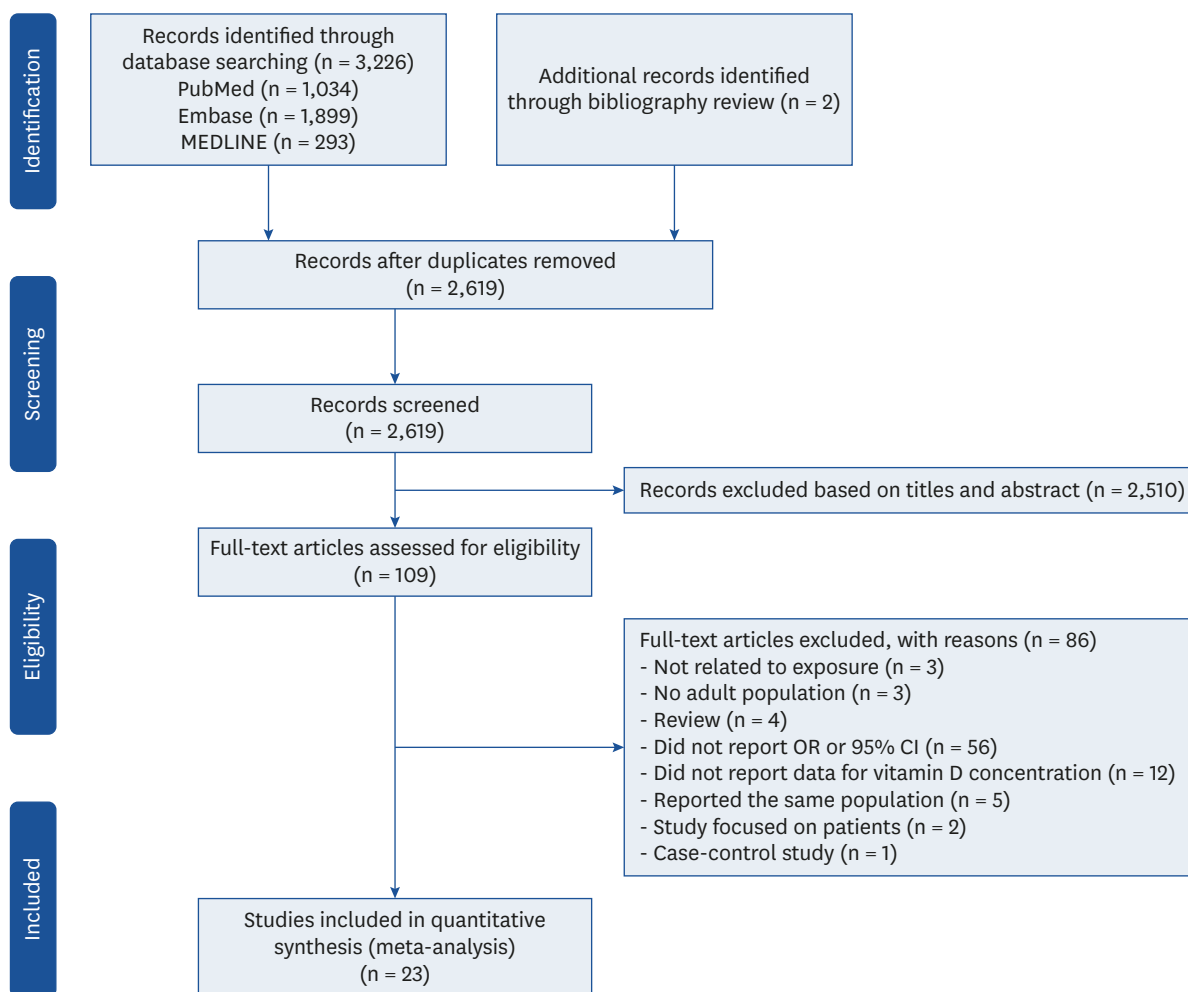 Identification
Records identified through
database searching (n = 3,226)
PubMed (n = 1,034)
Embase (n = 1,899)
MEDLINE (n = 293)
Additional records identified
through bibliography review (n = 2)
Records after duplicates removed
(n = 2,619)
Screening
Records screened
(n = 2,619)
Records excluded based on titles and abstract (n = 2,510)
Eligibility
Full-text articles assessed for eligibility
(n = 109)
Full-text articles excluded, with reasons (n = 86)
- Not related to exposure (n = 3)
- No adult population (n = 3)
- Review (n = 4)
- Did not report OR or 95% CI (n = 56)
- Did not report data for vitamin D concentration (n = 12)
- Reported the same population (n = 5)
- Study focused on patients (n = 2)
- Case-control study (n = 1)
Included
Studies included in quantitative
synthesis (meta-analysis)
(n = 23)